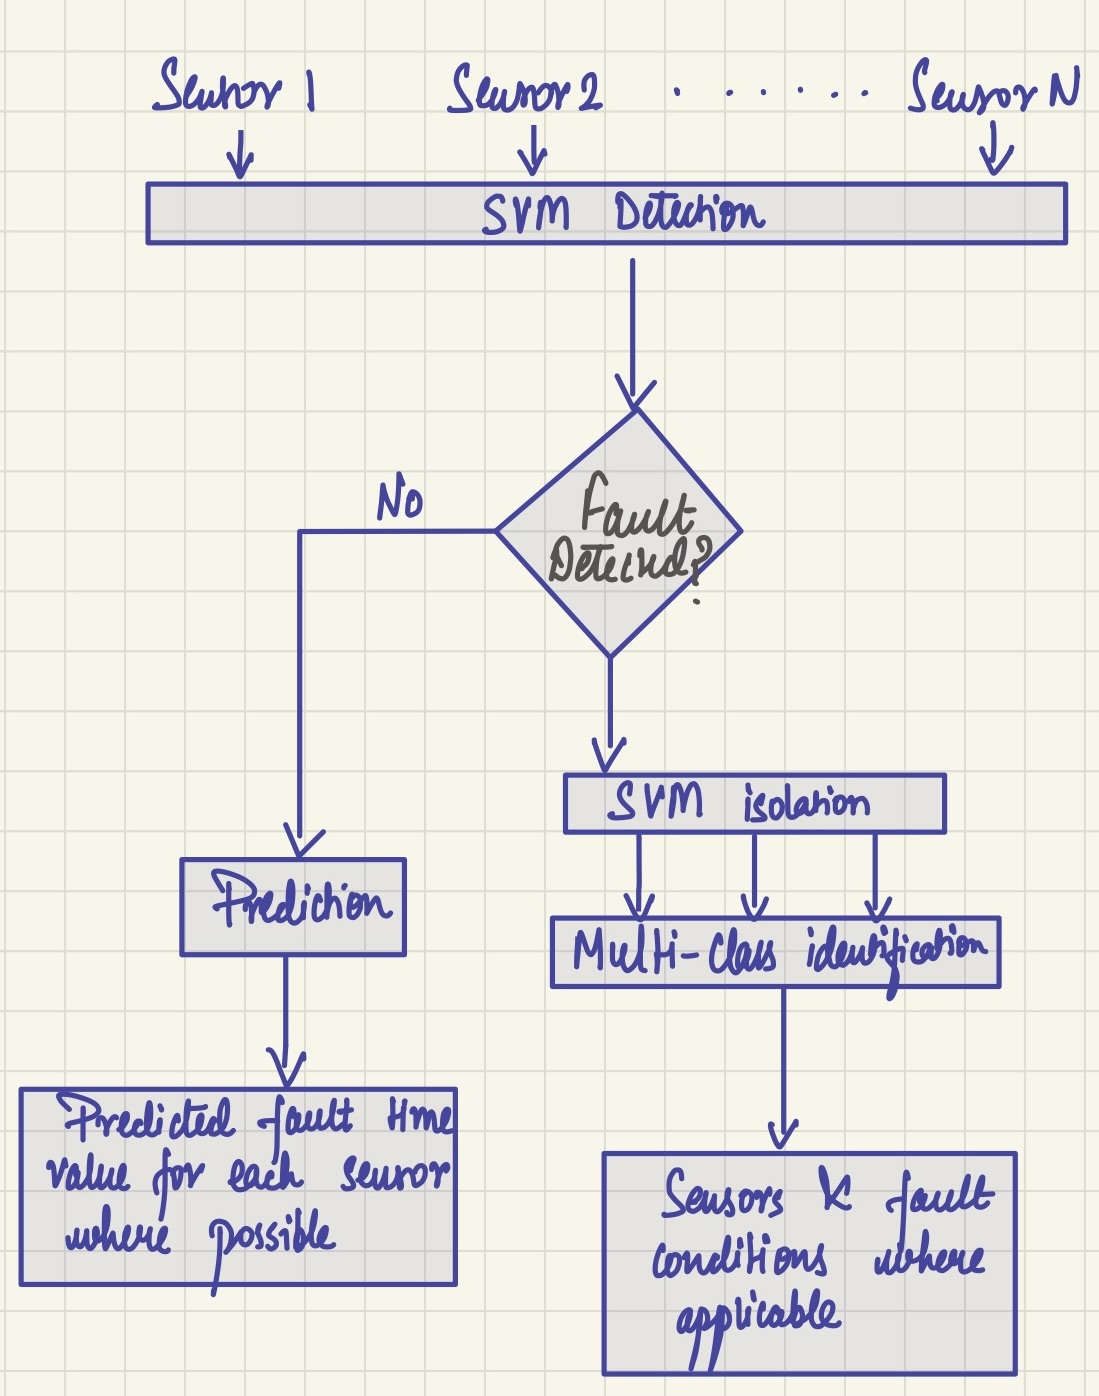 Sensor 1 Sensor 2 . . . . . . Sensor N
SVM Detection
No
Fault
Detected?
SVM isolation
Prediction
Multi-class identification
Predicted fault time
value for each sensor
where possible
Sensors & fault
conditions where
applicable